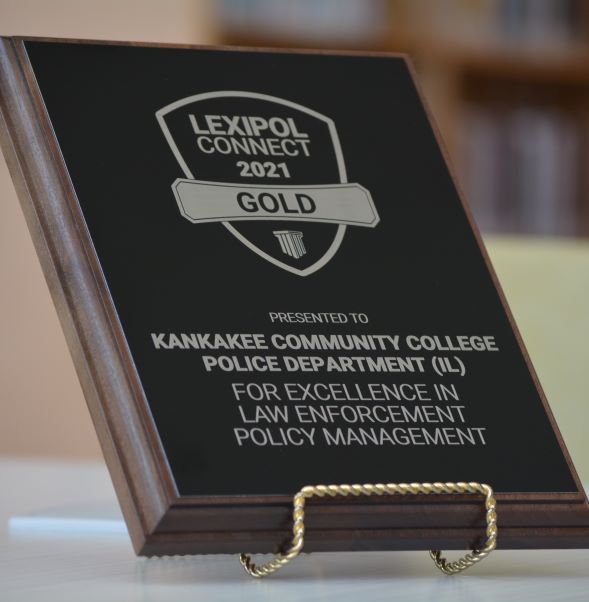 LEXIPOL
CONNECT
2021
GOLD
PRESENTED TO
KANKAKEE COMMUNITY COLLEGE
POLICE DEPARTMENT (IL)
FOR EXCELLENCE IN
LAW ENFORCEMENT
POLICY MANAGEMENT